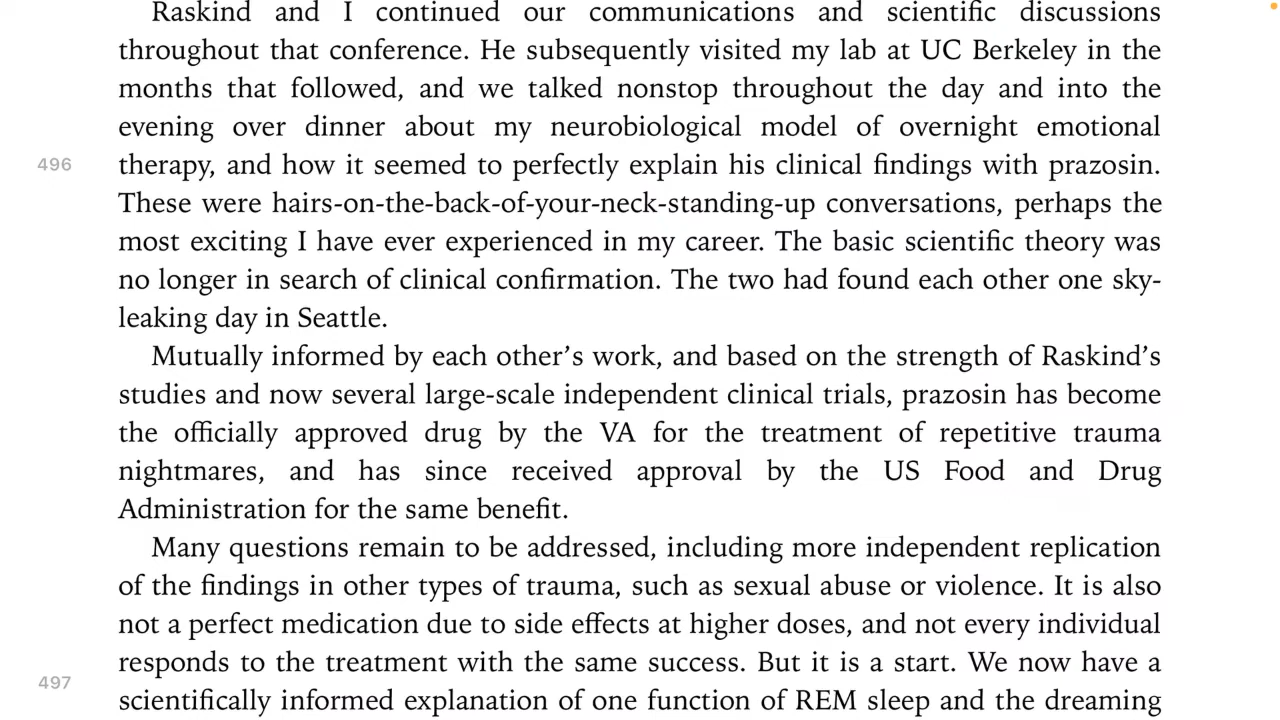 Raskind and I continued our communications and scientific discussions
throughout that conference. He subsequently visited my lab at UC Berkeley in the
months that followed, and we talked nonstop throughout the day and into the
evening over dinner about my neurobiological model of overnight emotional
496
therapy, and how it seemed to perfectly explain his clinical findings with prazosin.
These were hairs-on-the-back-of-your-neck-standing-up conversations, perhaps the
most exciting I have ever experienced in my career. The basic scientific theory was
no longer in search of clinical confirmation. The two had found each other one sky-
leaking day in Seattle.
Mutually informed by each other’s work, and based on the strength of Raskind’s
studies and now several large-scale independent clinical trials, prazosin has become
the officially approved drug by the VA for the treatment of repetitive trauma
nightmares, and has since received approval by the US Food and Drug
Administration for the same benefit.
Many questions remain to be addressed, including more independent replication
of the findings in other types of trauma, such as sexual abuse or violence. It is also
not a perfect medication due to side effects at higher doses, and not every individual
responds to the treatment with the same success. But it is a start. We now have a
497
scientifically informed explanation of one function of REM sleep and the dreaming